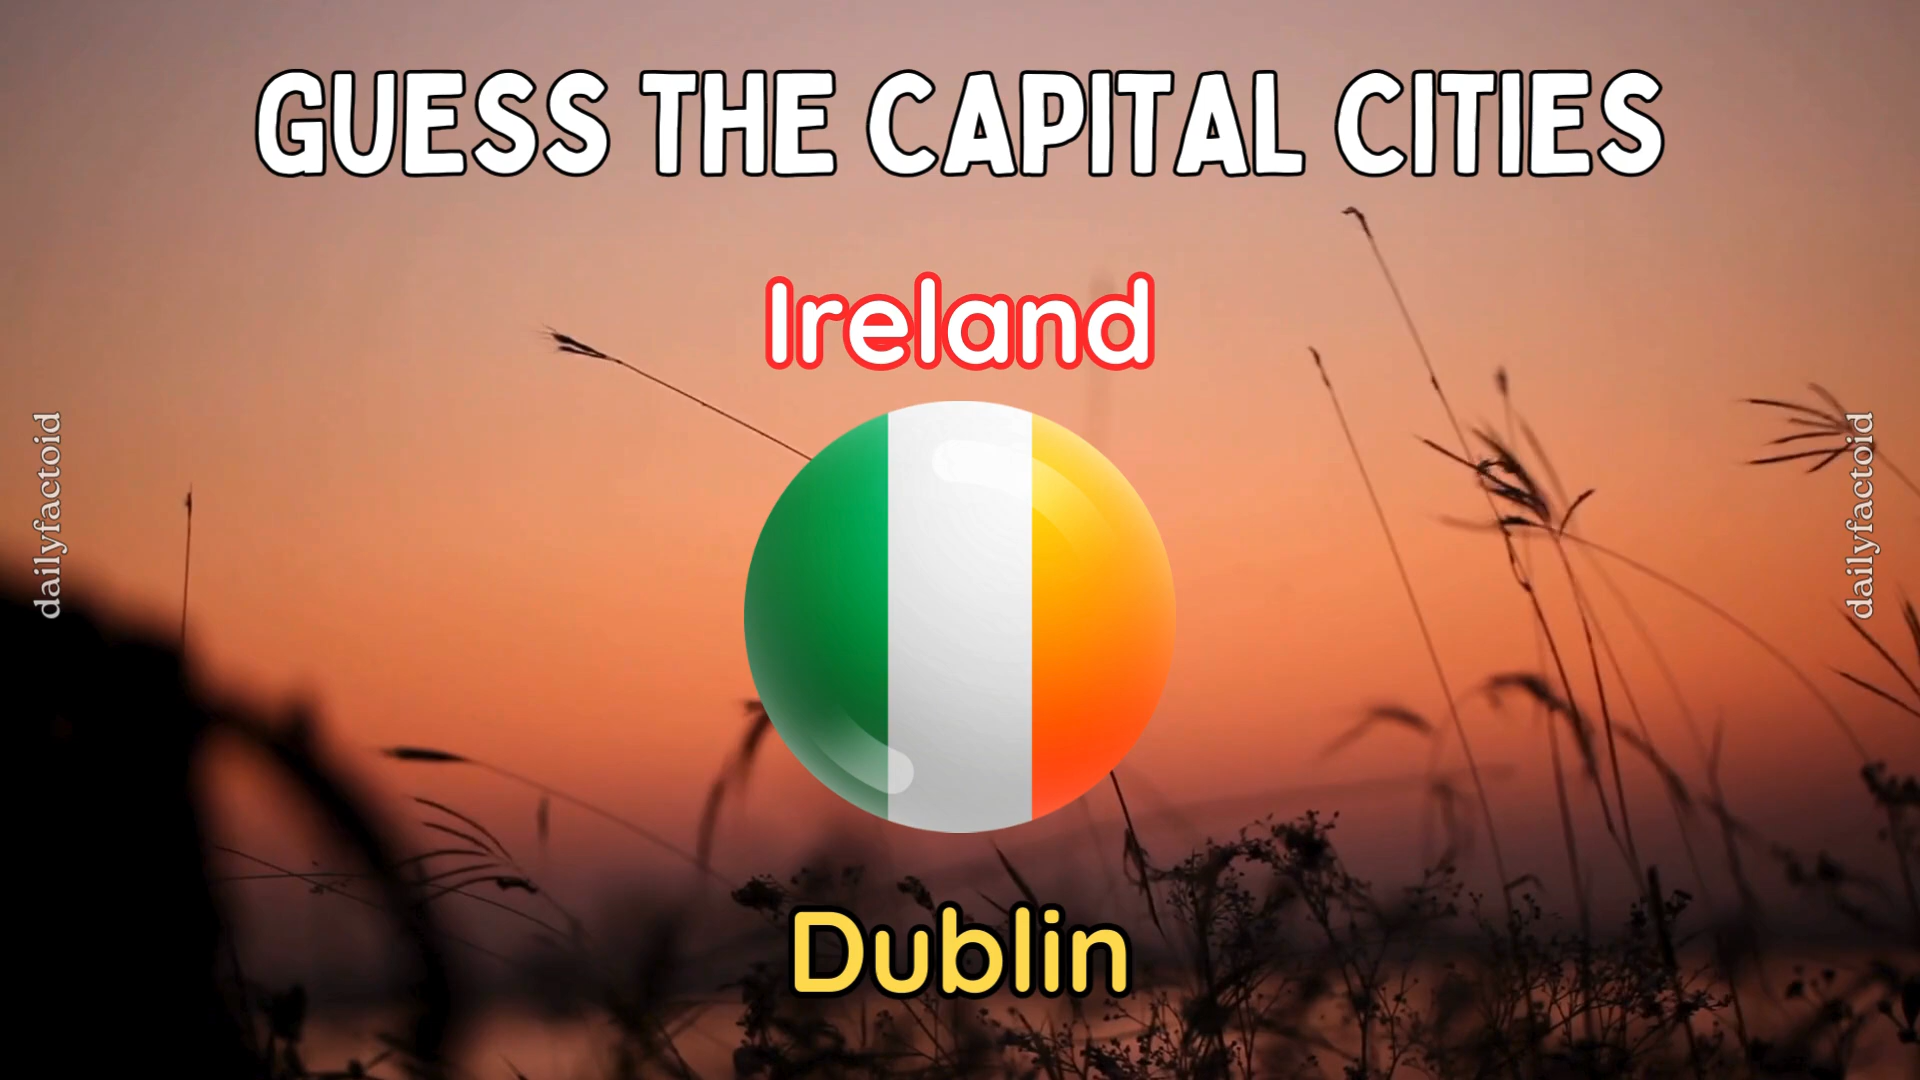 GUESS THE CAPITAL CITIES
Ireland
dailyfactoid
dailyfactoid
Dublin